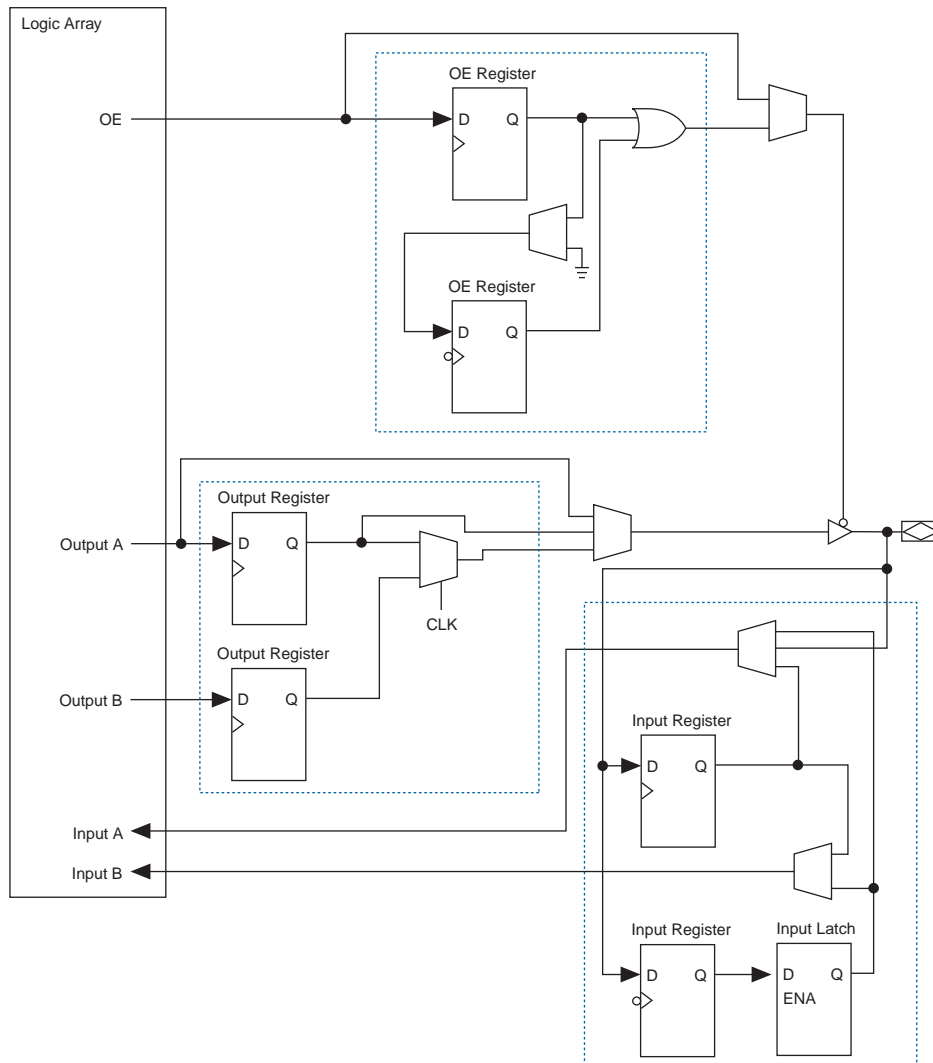 Logic Array
OE Register
OE
D Q
OE Register
D Q
Output Register
Output A
D Q
CLK
Output Register
Output B
D Q
Input Register
D Q
Input A
Input B
Input Register
Input Latch
D Q
D Q
ENA